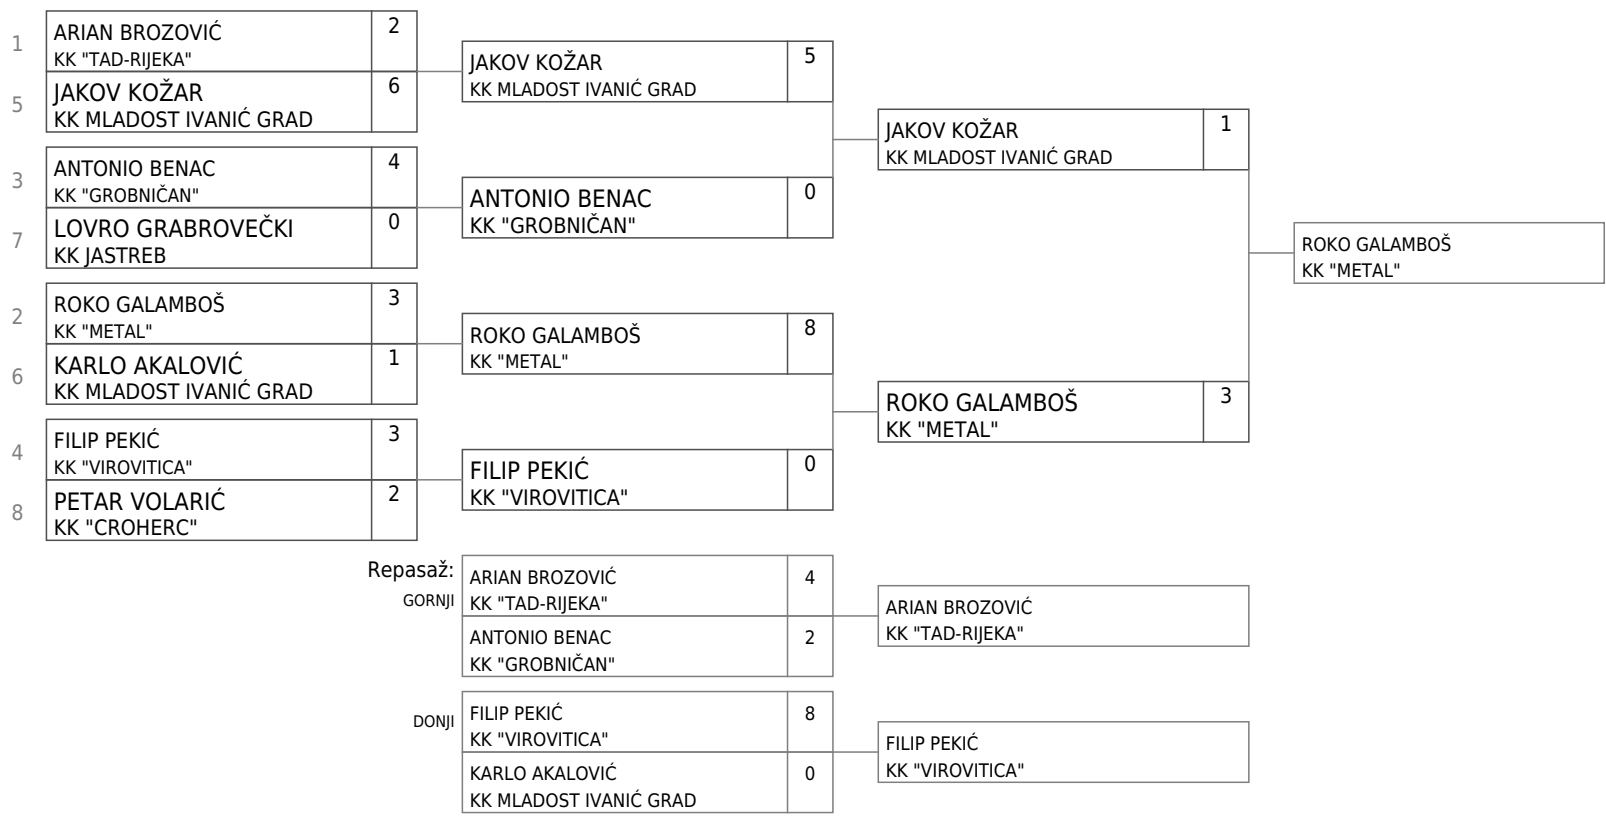 1
ARIAN BROZOVIĆ
KK "TAD-RIJEKA"
2
5
JAKOV KOŽAR
KK MLADOST IVANIĆ GRAD
6
3
ANTONIO BENAC
KK "GROBNIČAN"
4
7
LOVRO GRABROVEČKI
KK JASTREB
0
2
ROKO GALAMBOŠ
KK "METAL"
3
6
KARLO AKALOVIĆ
KK MLADOST IVANIĆ GRAD
1
4
FILIP PEKIĆ
KK "VIROVITICA"
3
8
PETAR VOLARIĆ
KK "CROHERC"
2
JAKOV KOŽAR
KK MLADOST IVANIĆ GRAD
5
ANTONIO BENAC
KK "GROBNIČAN"
0
ROKO GALAMBOŠ
KK "METAL"
8
FILIP PEKIĆ
KK "VIROVITICA"
0
JAKOV KOŽAR
KK MLADOST IVANIĆ GRAD
1
ROKO GALAMBOŠ
KK "METAL"
3
ROKO GALAMBOŠ
KK "METAL"
Repasaž:
GORNJI
ARIAN BROZOVIĆ
KK "TAD-RIJEKA"
4
ANTONIO BENAC
KK "GROBNIČAN"
2
ARIAN BROZOVIĆ
KK "TAD-RIJEKA"
DONJI
FILIP PEKIĆ
KK "VIROVITICA"
8
KARLO AKALOVIĆ
KK MLADOST IVANIĆ GRAD
0
FILIP PEKIĆ
KK "VIROVITICA"